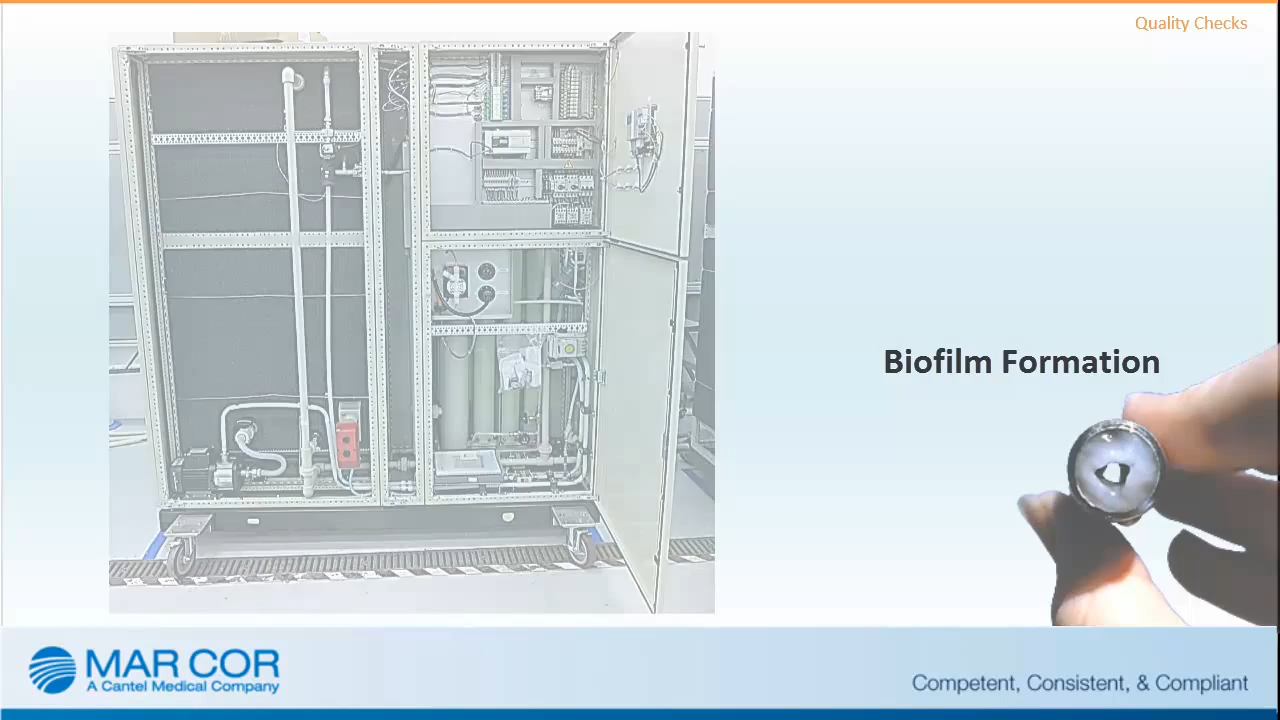 Quality Checks
Biofilm Formation
MAR COR
A Cantel Medical Company
Competent, Consistent, & Compliant